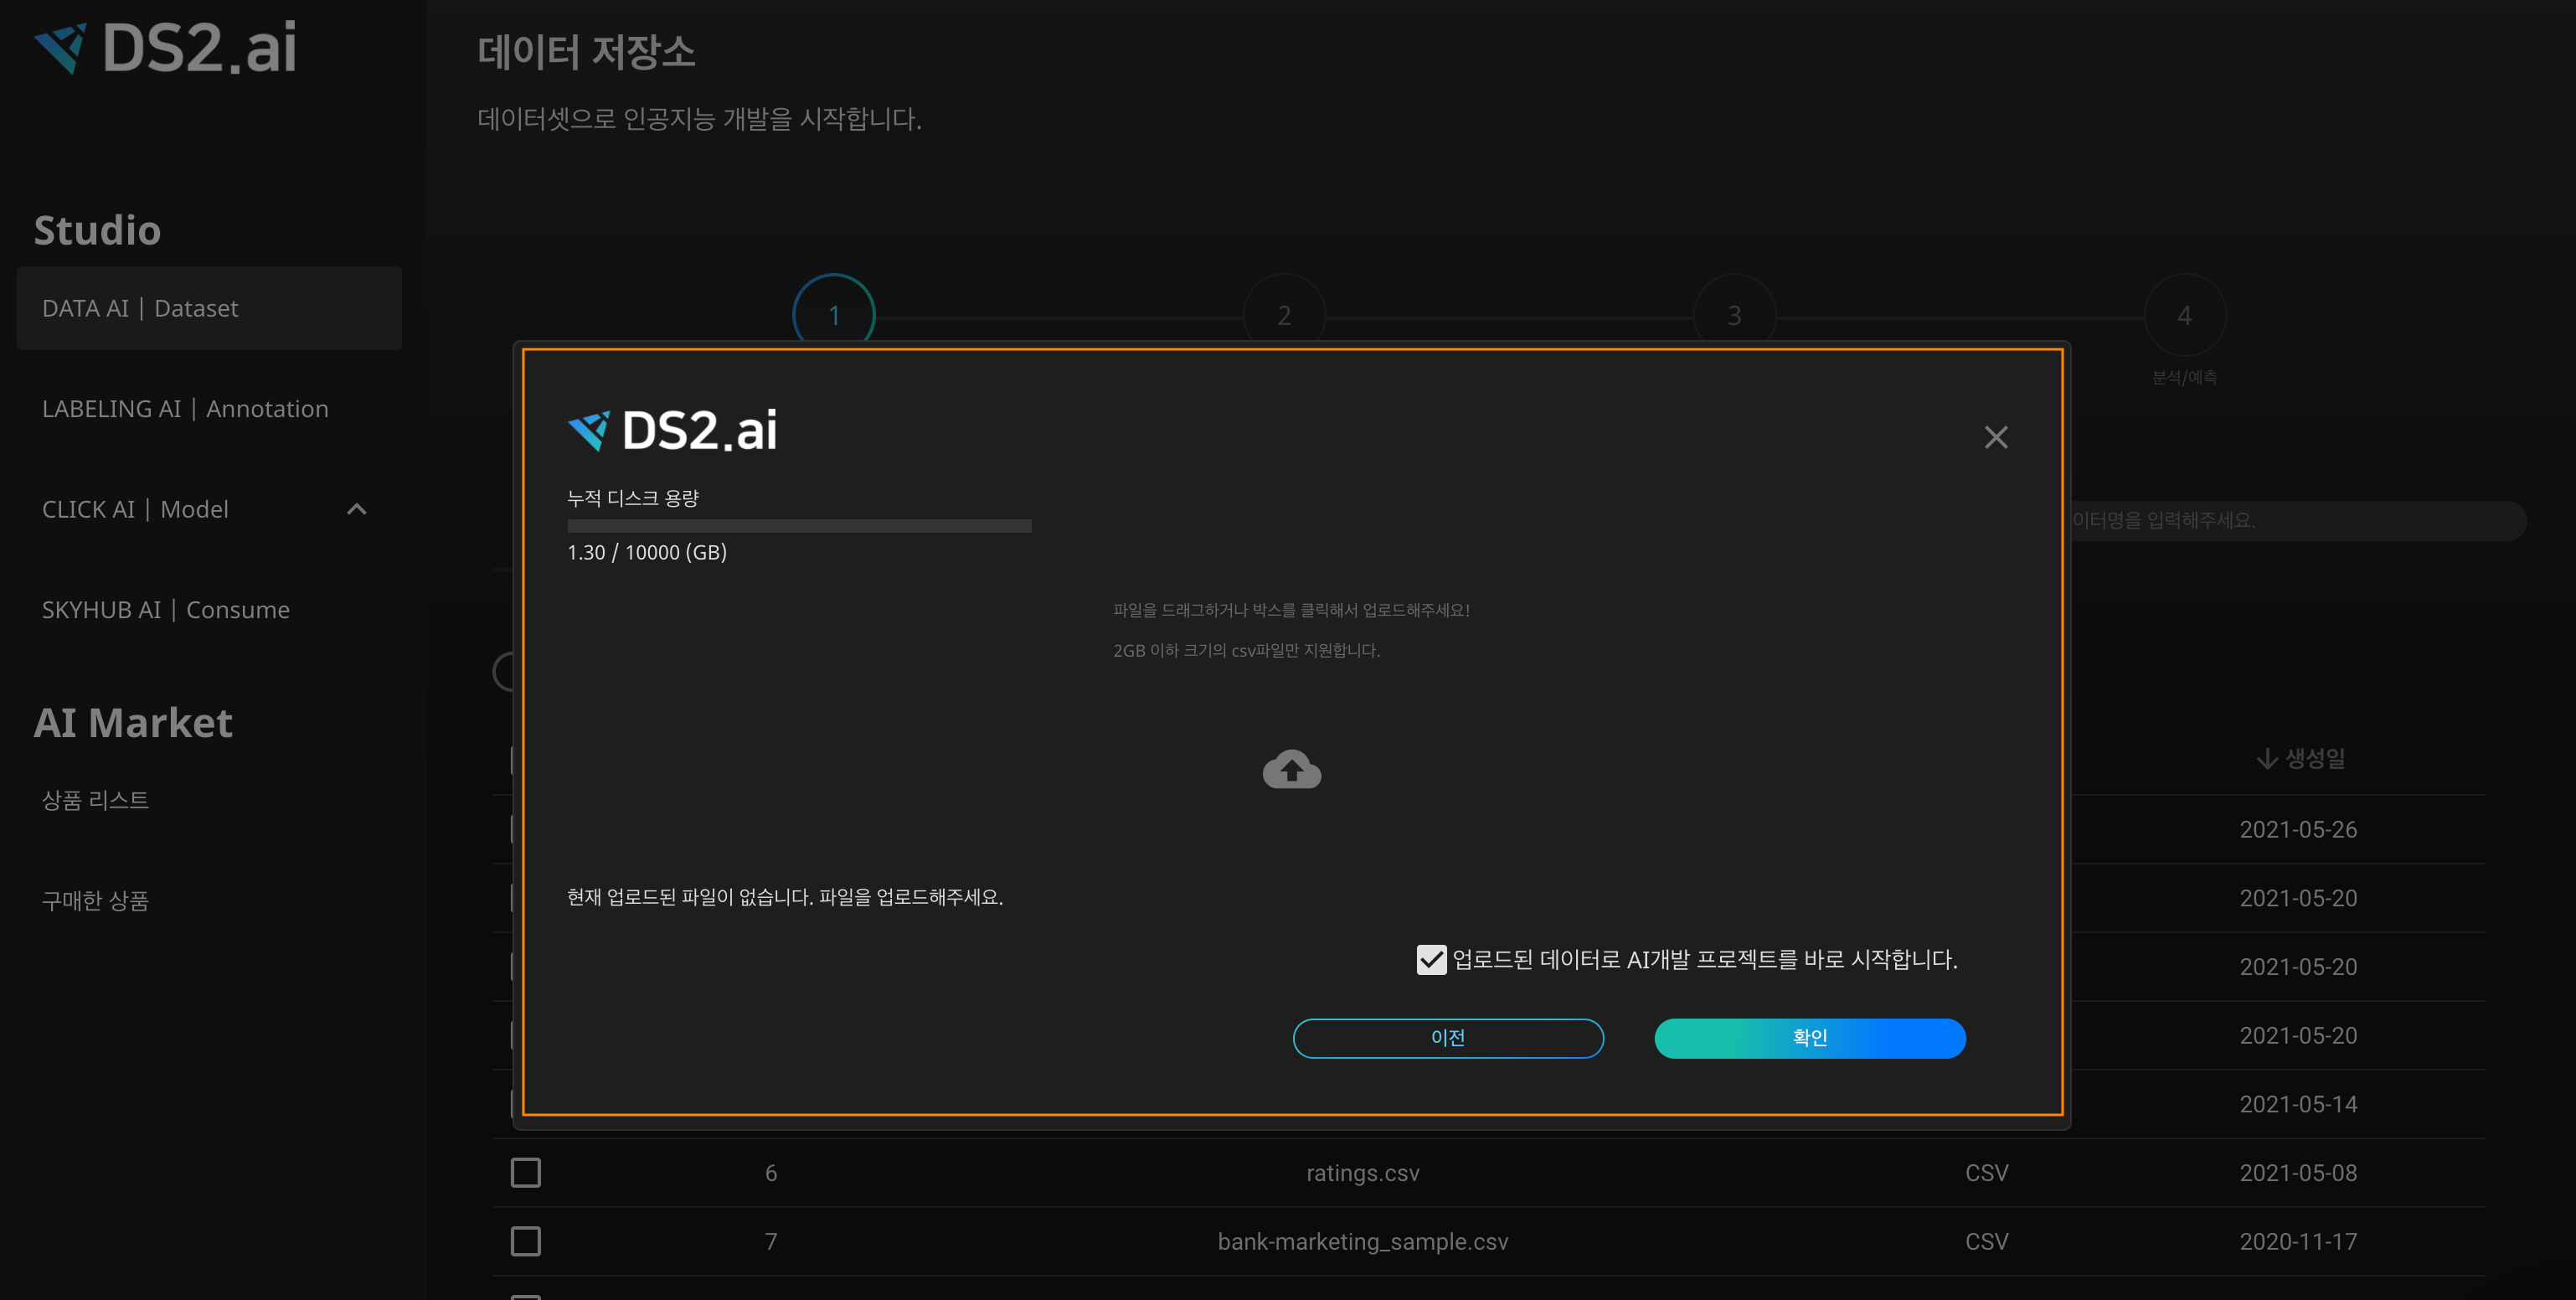 DS2.ai
데이터 저장소
데이터셋으로 인공지능 개발을 시작합니다.
Studio
DATA AI | Dataset
LABELING AI | Annotation
CLICK AI | Model
SKYHUB AI | Consume
AI Market
상품 리스트
구매한 상품
1
2
3
4
분석/예측
이터명을 입력해주세요.
DS2.ai
누적 디스크 용량
1.30 / 10000 (GB)
파일을 드래그하거나 박스를 클릭해서 업로드해주세요!
2GB 이하 크기의 csv파일만 지원합니다.
현재 업로드된 파일이 없습니다. 파일을 업로드해주세요.
업로드된 데이터로 AI개발 프로젝트를 바로 시작합니다.
이전
확인
생성일
2021-05-26
2021-05-20
2021-05-20
2021-05-20
2021-05-14
6 ratings.csv CSV 2021-05-08
7 bank-marketing_sample.csv CSV 2020-11-17